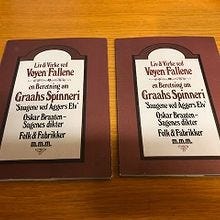 Liv & Virke ved
Vøyen Fallene
en Beretning om
Graahs Spinneri
'Saugene ved Aggers Elv'
Oskar Braaten-
Sagenes dikter
Folk & Fabrikker
m.m.m.
Liv & Virke ved
Vøyen Fallene
en Beretning om
Graahs Spinneri
'Saugene ved Aggers Elv'
Oskar Braaten-
Sagenes dikter
Folk & Fabrikker
m.m.m.